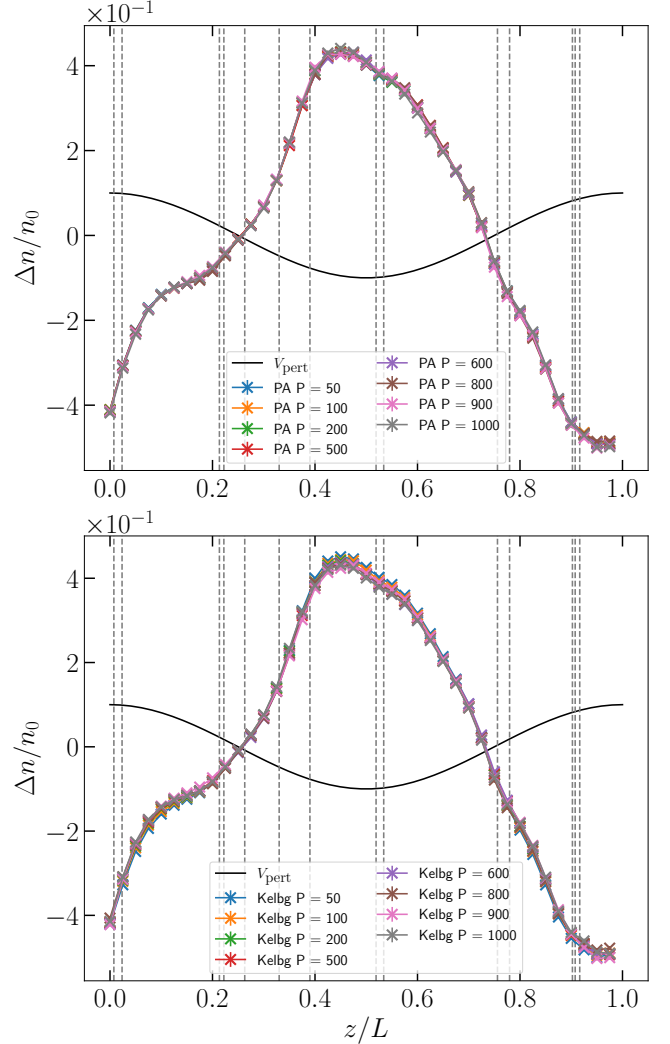 ×10⁻¹
4
2
0
−2
−4
Δn/n₀
V_pert
PA P = 50
PA P = 100
PA P = 200
PA P = 500
PA P = 600
PA P = 800
PA P = 900
PA P = 1000
0.0 0.2 0.4 0.6 0.8 1.0
×10⁻¹
4
2
0
−2
−4
Δn/n₀
V_pert
Kelbg P = 50
Kelbg P = 100
Kelbg P = 200
Kelbg P = 500
Kelbg P = 600
Kelbg P = 800
Kelbg P = 900
Kelbg P = 1000
0.0 0.2 0.4 0.6 0.8 1.0
z/L